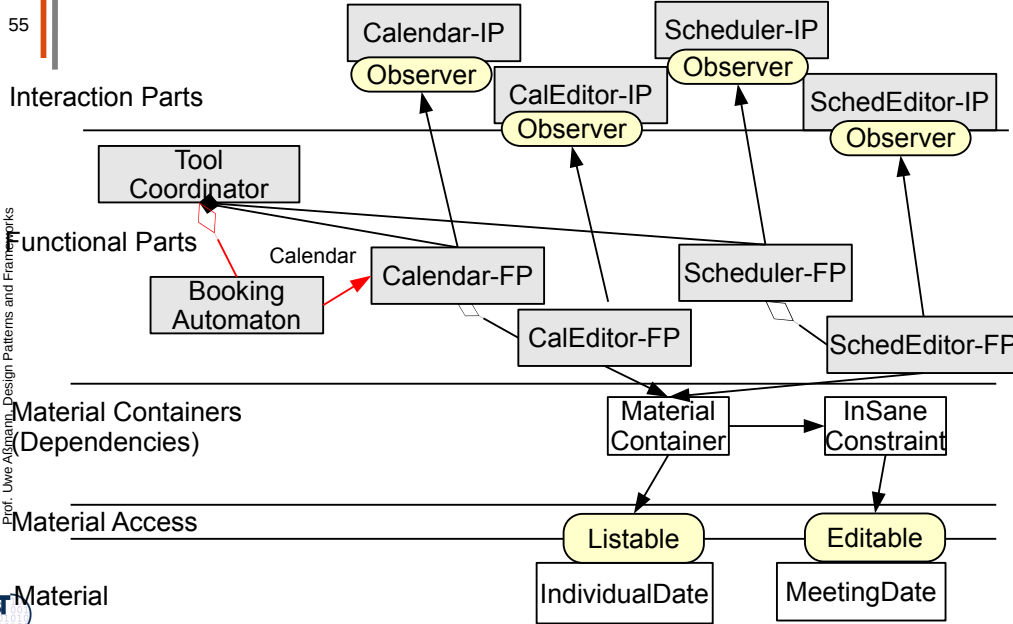 55
Calendar-IP
Observer
Scheduler-IP
Observer
CalEditor-IP
Observer
SchedEditor-IP
Observer
Interaction Parts
Tool
Coordinator
Functional Parts
Calendar
Booking
Automaton
Calendar-FP
Scheduler-FP
CalEditor-FP
SchedEditor-FP
Material Containers
(Dependencies)
Material
Container
InSane
Constraint
Material Access
Listable
Editable
Material
IndividualDate
MeetingDate
Prof. Uwe Aßmann, Design Patterns and Frameworks